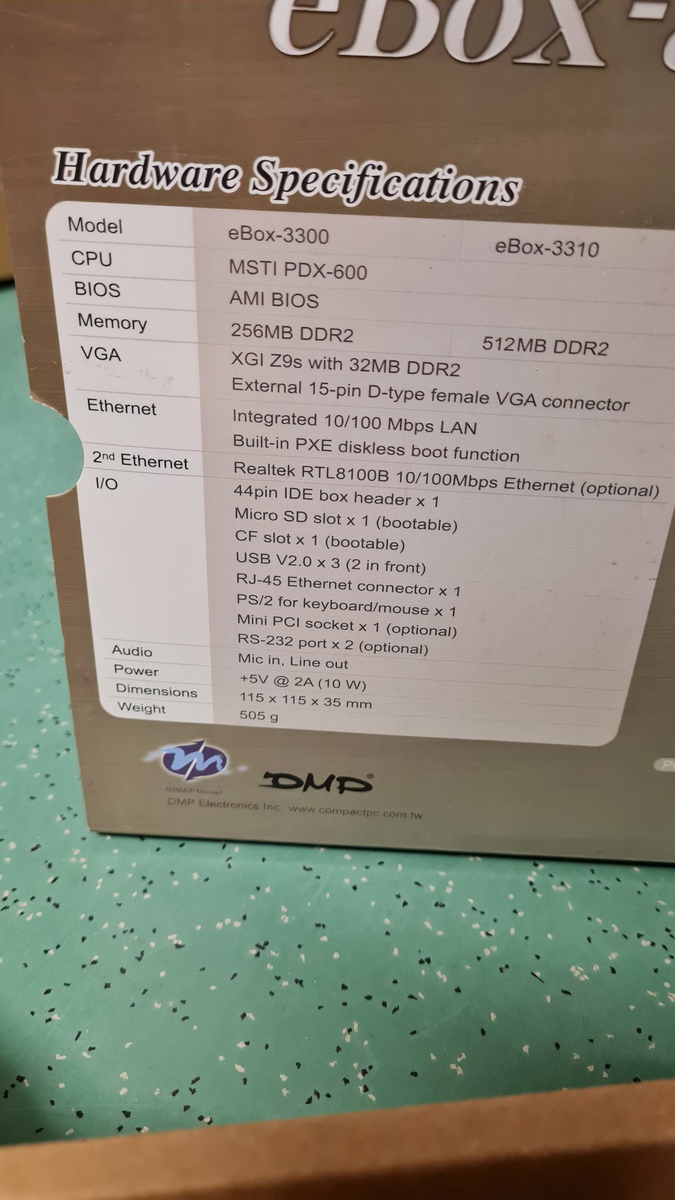 eBox-
Hardware Specifications
Model eBox-3300 eBox-3310
CPU MSTI PDX-600
BIOS AMI BIOS
Memory 256MB DDR2 512MB DDR2
VGA XGI Z9s with 32MB DDR2
External 15-pin D-type female VGA connector
Ethernet Integrated 10/100 Mbps LAN
Built-in PXE diskless boot function
2nd Ethernet Realtek RTL8100B 10/100Mbps Ethernet (optional)
I/O 44pin IDE box header x 1
Micro SD slot x 1 (bootable)
CF slot x 1 (bootable)
USB V2.0 x 3 (2 in front)
RJ-45 Ethernet connector x 1
PS/2 for keyboard/mouse x 1
Mini PCI socket x 1 (optional)
RS-232 port x 2 (optional)
Audio Mic in, Line out
Power +5V @ 2A (10 W)
Dimensions 115 x 115 x 35 mm
Weight 505 g
DMP®
DMP Electronics Inc. www.compactpc.com.tw